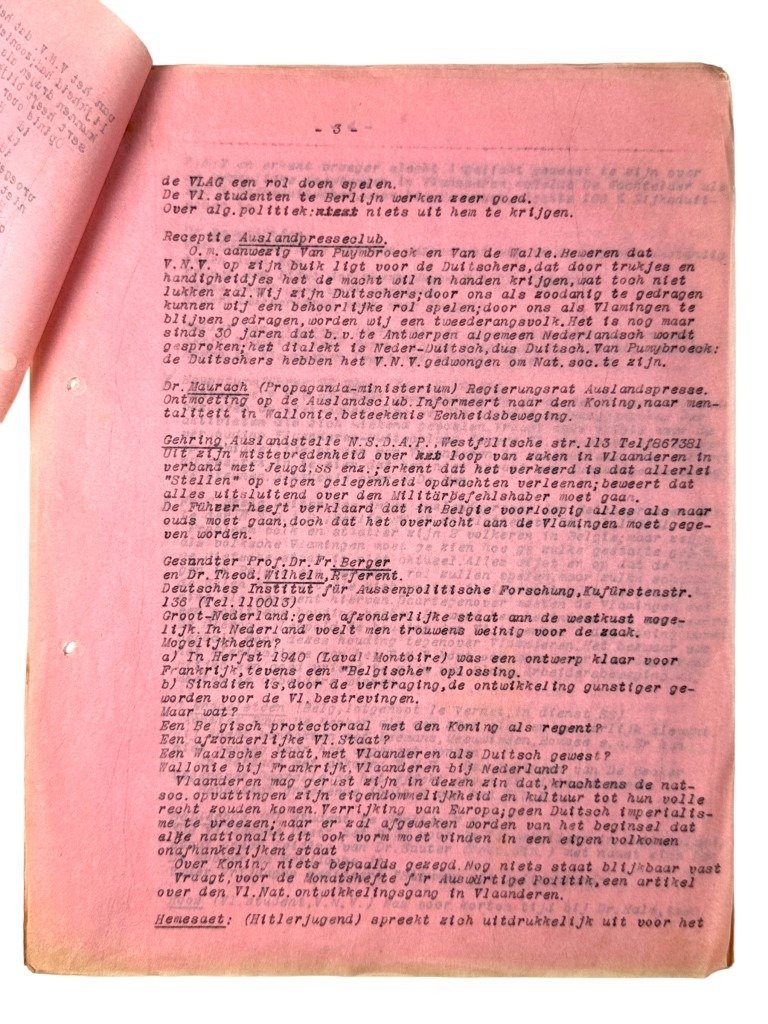 - 3 -
de VLAG een rol doen spelen.
De Vl.studenten te Berlijn werken zeer goed.
Over alg.politiek: niets uit hem te krijgen.
Receptie Auslandpresseclub.
O.m.aanwezig Van Puymbroeck en Van de Walle.Beweren dat
V.N.V. op zijn buik ligt voor de Duitschers,dat door trukjes en
handigheidjes het de macht wil in handen krijgen,wat toch niet
lukken zal.Wij zijn Duitschers;door ons als zoodanig te gedragen
kunnen wij een behoorlijke rol spelen;door ons als Vlamingen te
blijven gedragen,worden wij een tweederangsvolk.Het is nog maar
sinds 30 jaren dat b.v.te Antwerpen algemeen Nederlandsch wordt
gesproken;het dialekt is Neder-Duitsch,dus Duitsch.Van Pumybroeck:
de Duitschers hebben het V.N.V.gedwongen om Nat.soc.te zijn.
Dr.Maurach (Propaganda-ministerium) Regierungsrat Auslandspresse.
Ontmoeting op de Auslandsclub.Informeert naar den Koning,naar men-
taliteit in Wallonie,beteekenis Eenheidsbeweging.
Gehring,Auslandstelle N.S.D.A.P.,Westfälische str.113 Telf867381
Uit zijn mistevredenheid over loop van zaken in Vlaanderen in
verband met Jeugd,SS enz.;erkent dat het verkeerd is dat allerlei
"Stellen" op eigen gelegenheid opdrachten verleenen;beweert dat
alles uitsluitend over den Militärbefehlshaber moet gaan.
De Führer heeft verklaard dat in Belgie voorloopig alles als naar
ouds moet gaan,doch dat het overwicht aan de Vlamingen moet gege-
ven worden.
Gesandter Prof.Dr.Fr.Berger
en Dr.Theod.Wilhelm,Referent.
Deutsches Institut für Aussenpolitische Forschung,Kufürstenstr.
136 (Tel.110013)
Groot-Nederland:geen afzonderlijke staat aan de westkust moge-
lijk.In Nederland voelt men trouwens weinig voor de zaak.
Mogelijkheden?
a) In Herfst 1940 (Laval Montoire) was een ontwerp klaar voor
Frankrijk,tevens een "Belgische" oplossing.
b) Sinsdien is,door de vertraging,de ontwikkeling gunstiger ge-
worden voor de Vl.bestrevingen.
Maar wat?
Een Be gisch protectoraal met den Koning als regent?
Een afzonderlijke Vl.Staat?
Een Waalsche staat,met Vlaanderen als Duitsch gewest?
Wallonie bij Frankrijk,Vlaanderen bij Nederland?
Vlaanderen mag gerust zijn in dezen zin dat,krachtens de nat-
soc.opvattingen zijn eigendommelijkheid en kultuur tot hun volle
recht zouden komen.Verrijking van Europa;geen Duitsch imperialis-
me te vreezen;maar er zal afgeweken worden van het beginsel dat
elke nationaliteit ook vorm moet vinden in een eigen volkomen
onafhankelijken staat
Over Koning niets bepaalds gezegd.Nog niets staat blijkbaar vast
Vraagt,voor de Monatshefte für Auswärtige Politik,een artikel
over den Vl.Nat.ontwikkelingsgang in Vlaanderen.
Hemesaet: (Hitlerjugend) spreekt zich uitdrukkelijk uit voor het